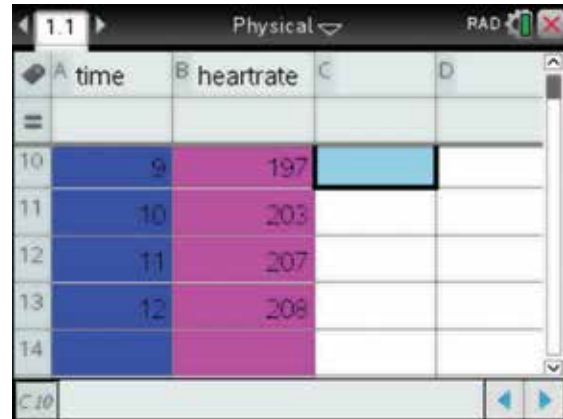 1.1 Physical RAD
A time B heartrate C D
=
10 9 197
11 10 203
12 11 207
13 12 208
14
C10